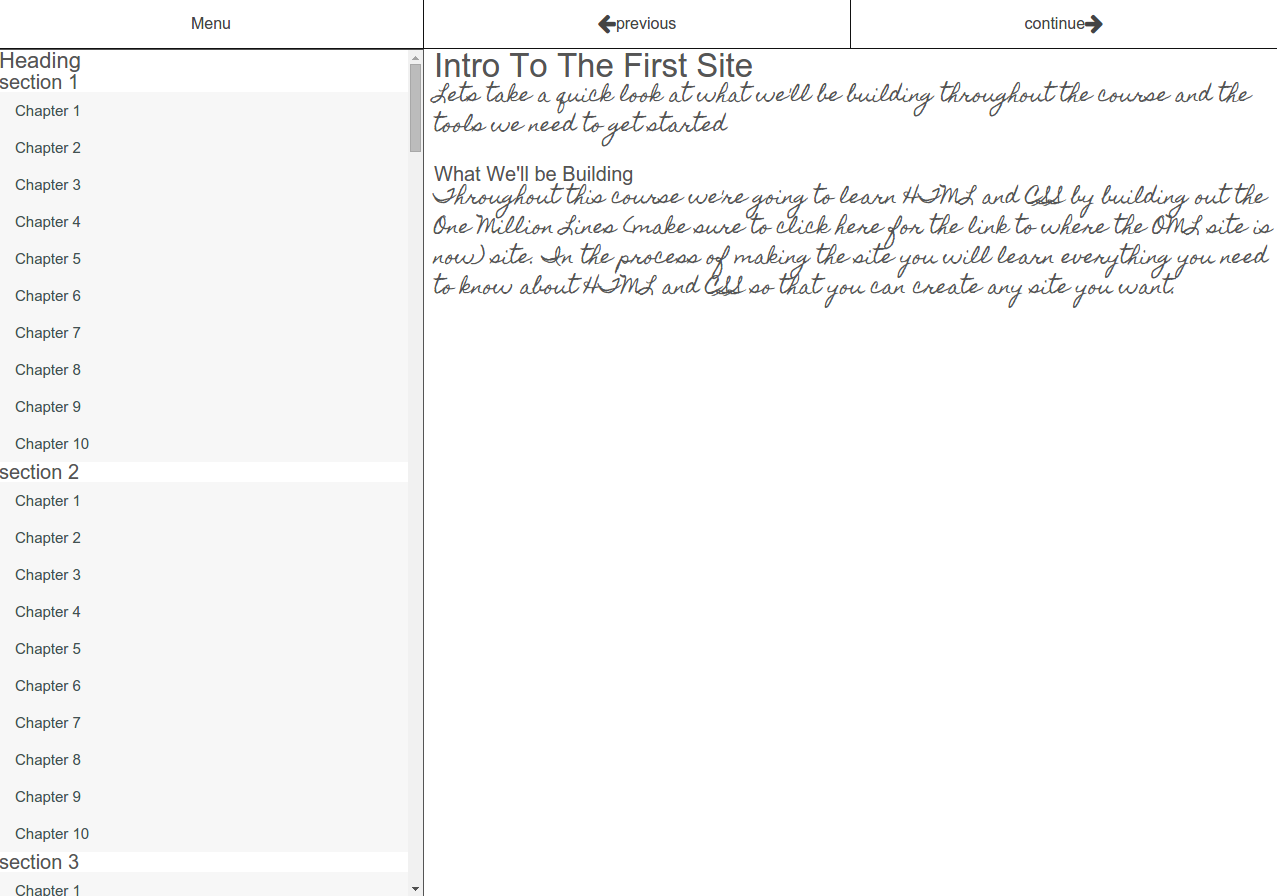 Menu
previous
continue
Heading
section 1
Chapter 1
Chapter 2
Chapter 3
Chapter 4
Chapter 5
Chapter 6
Chapter 7
Chapter 8
Chapter 9
Chapter 10
section 2
Chapter 1
Chapter 2
Chapter 3
Chapter 4
Chapter 5
Chapter 6
Chapter 7
Chapter 8
Chapter 9
Chapter 10
section 3
Chapter 1
Intro To The First Site
Lets take a quick look at what we'll be building throughout the course and the
tools we need to get started
What We'll be Building
Throughout this course we're going to learn HTML and CSS by building out the
One Million Lines (make sure to click here for the link to where the OML site is
now) site. In the process of making the site you will learn everything you need
to know about HTML and CSS so that you can create any site you want.